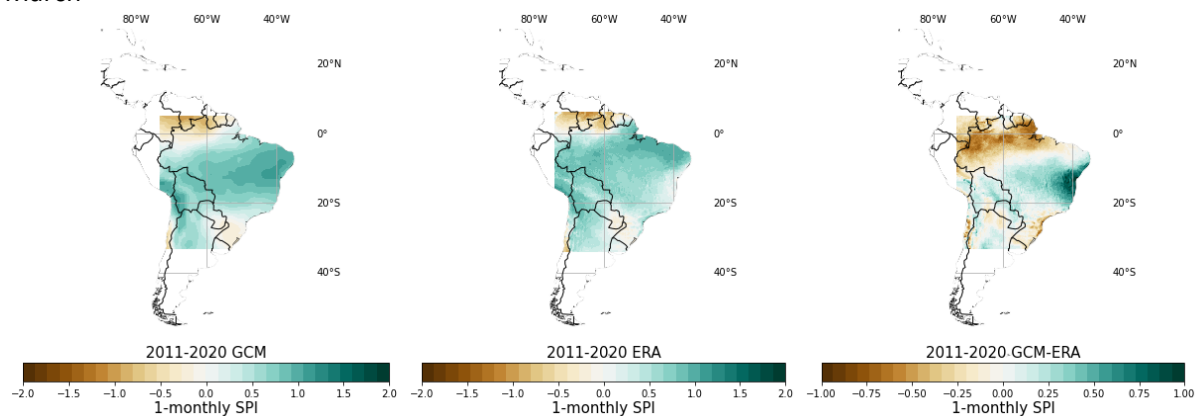 80°W 60°W 40°W 80°W 60°W 40°W 80°W 60°W 40°W
20°N 20°N 20°N
0° 0° 0°
20°S 20°S 20°S
40°S 40°S 40°S
2011-2020 GCM 2011-2020 ERA 2011-2020 GCM-ERA
−2.0 −1.5 −1.0 −0.5 0.0 0.5 1.0 1.5 2.0 −2.0 −1.5 −1.0 −0.5 0.0 0.5 1.0 1.5 2.0 −1.00 −0.75 −0.50 −0.25 0.00 0.25 0.50 0.75 1.00
1-monthly SPI 1-monthly SPI 1-monthly SPI